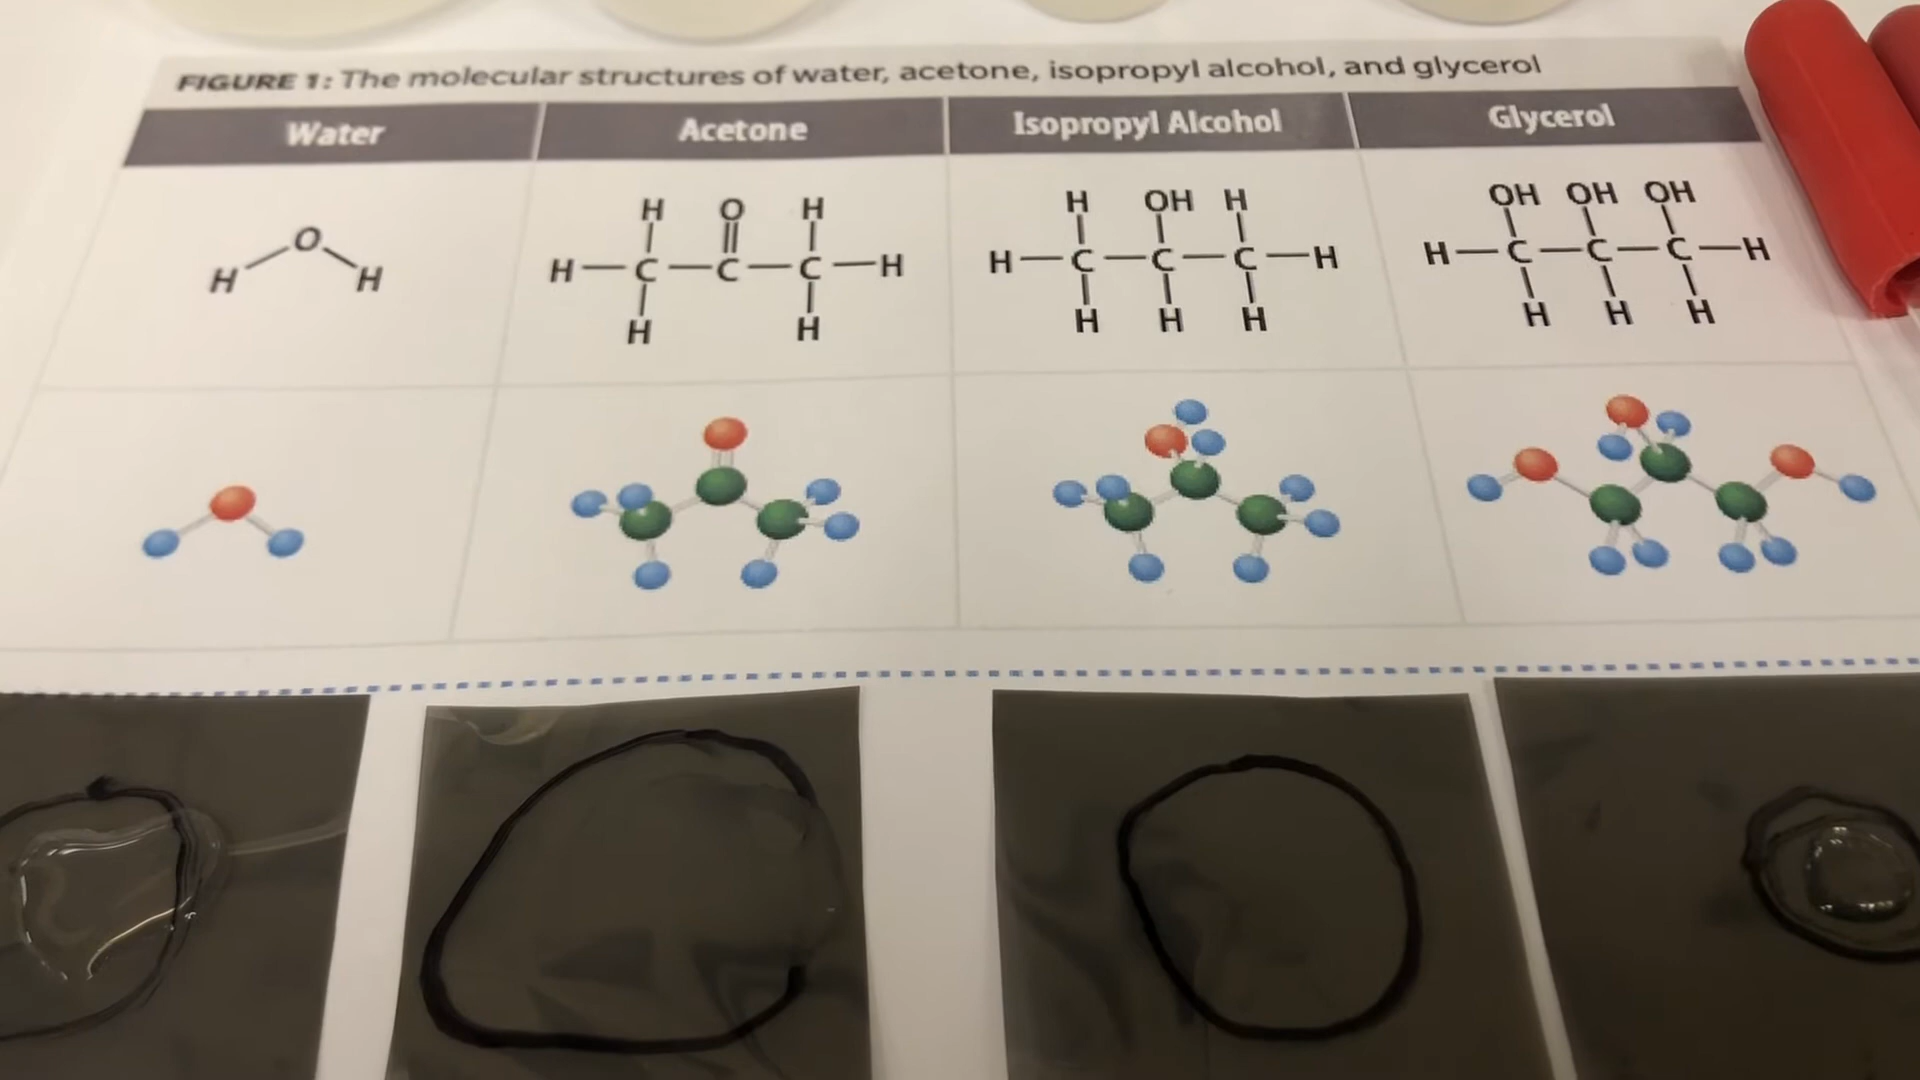 FIGURE 1: The molecular structures of water, acetone, isopropyl alcohol, and glycerol
Water Acetone Isopropyl Alcohol Glycerol
O
H H
H O H
H C C C H
H H
H OH H
H C C C H
H H H
OH OH OH
H C C C H
H H H